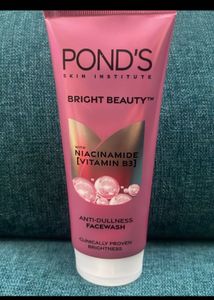 POND'S
SKIN INSTITUTE
BRIGHT BEAUTY™
WITH
NIACINAMIDE
[VITAMIN B3]
ANTI-DULLNESS
FACEWASH
CLINICALLY PROVEN
BRIGHTNESS